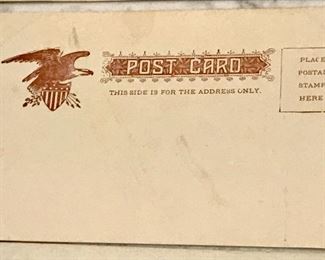 POST CARD
THIS SIDE IS FOR THE ADDRESS ONLY.
PLACE
POSTAG
STAMP
HERE